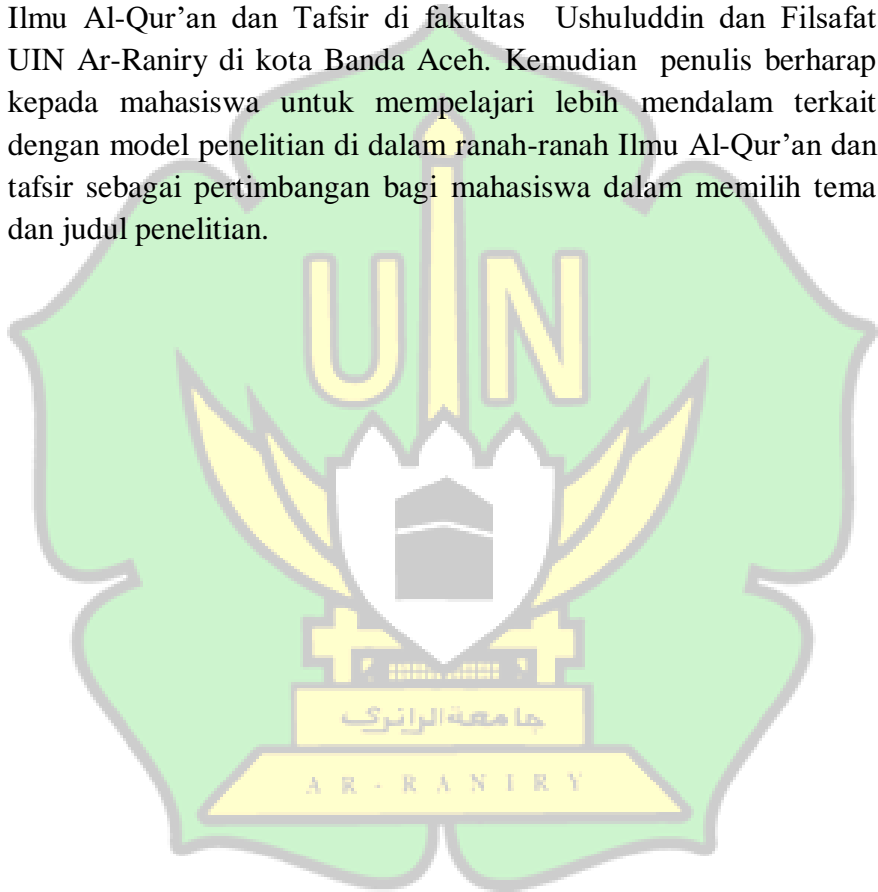 Ilmu Al-Qur’an dan Tafsir di fakultas Ushuluddin dan Filsafat
UIN Ar-Raniry di kota Banda Aceh. Kemudian penulis berharap
kepada mahasiswa untuk mempelajari lebih mendalam terkait
dengan model penelitian di dalam ranah-ranah Ilmu Al-Qur’an dan
tafsir sebagai pertimbangan bagi mahasiswa dalam memilih tema
dan judul penelitian.
UIN
جامعة الرانري
AR-RANIRY